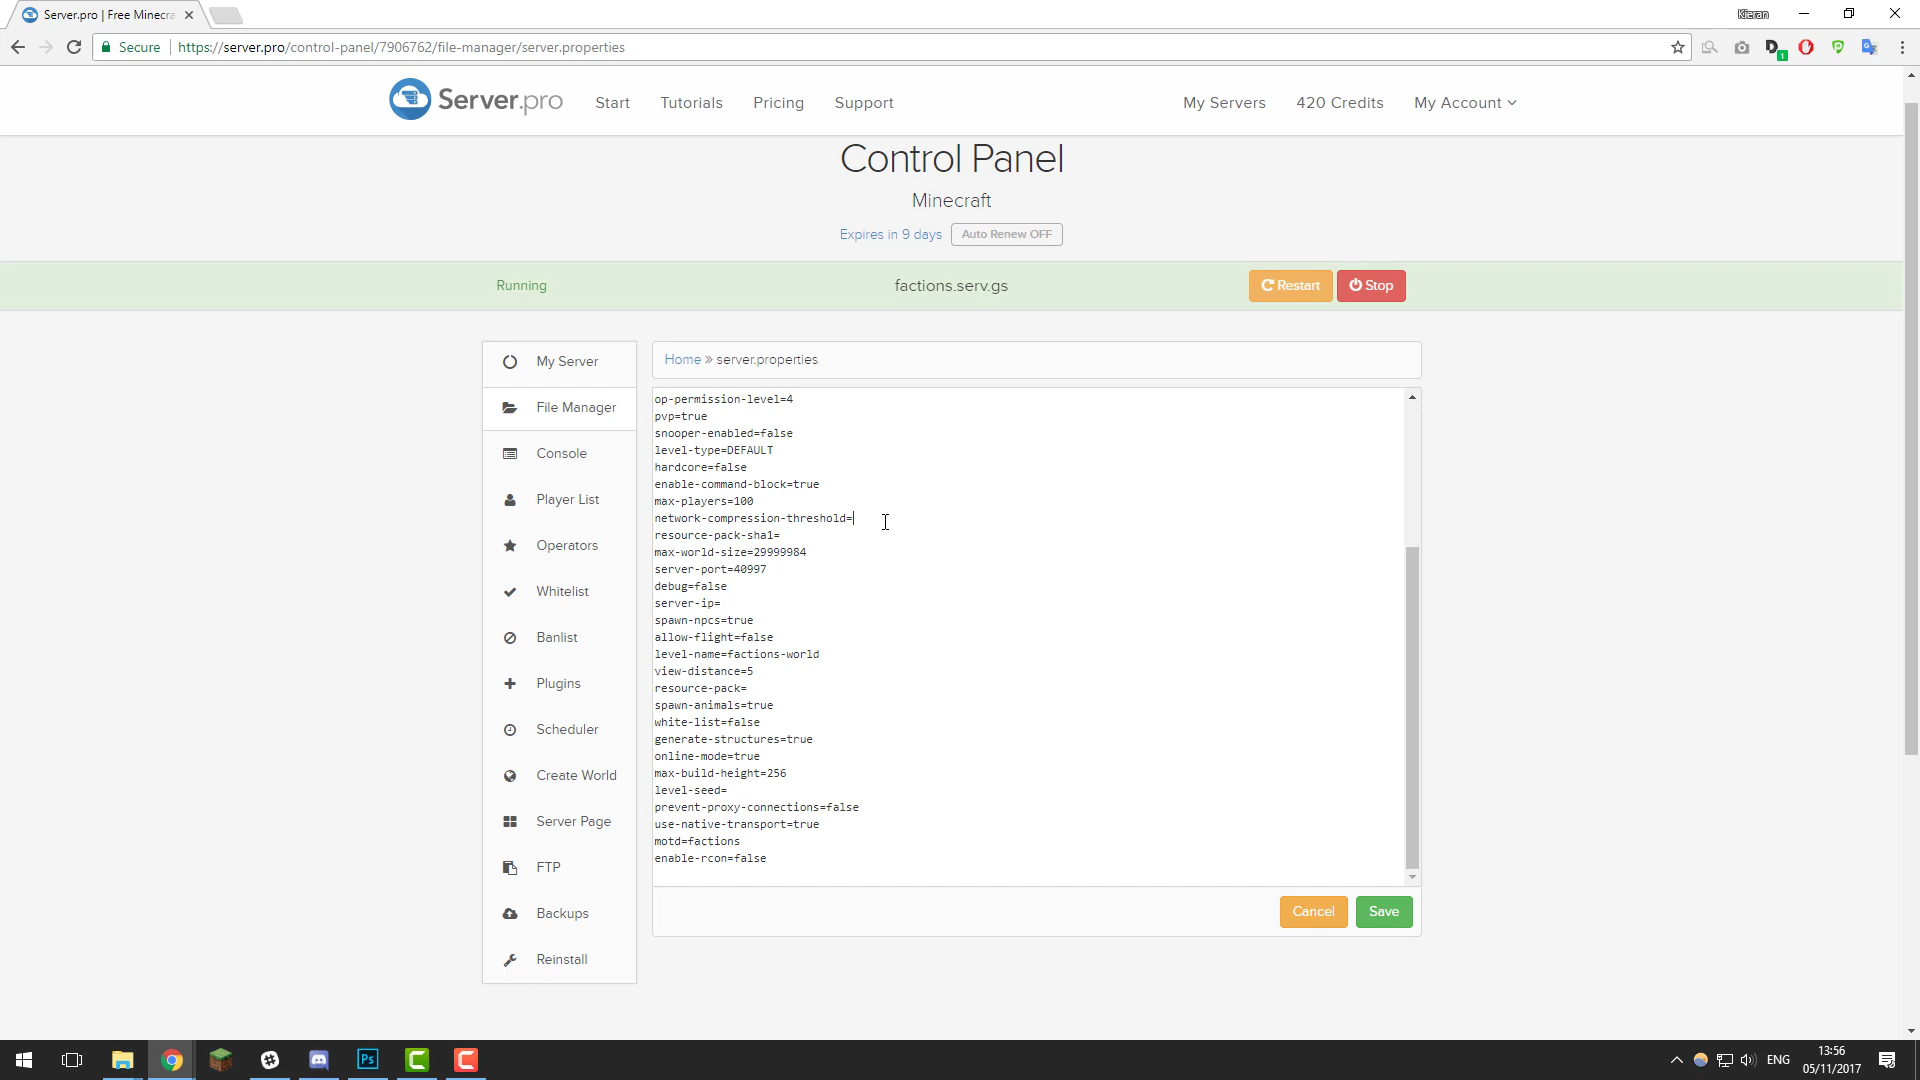 Server.pro | Free Minecra
Kieran
Secure
https://server.pro/control-panel/7906762/file-manager/server.properties
1
Server.pro
Start
Tutorials
Pricing
Support
My Servers
420 Credits
My Account
Control Panel
Minecraft
Expires in 9 days
Auto Renew OFF
Running
factions.serv.gs
Restart
Stop
My Server
File Manager
Console
Player List
Operators
Whitelist
Banlist
Plugins
Scheduler
Create World
Server Page
FTP
Backups
Reinstall
Home » server.properties
op-permission-level=4
pvp=true
snooper-enabled=false
level-type=DEFAULT
hardcore=false
enable-command-block=true
max-players=100
network-compression-threshold=
resource-pack-sha1=
max-world-size=29999984
server-port=40997
debug=false
server-ip=
spawn-npcs=true
allow-flight=false
level-name=factions-world
view-distance=5
resource-pack=
spawn-animals=true
white-list=false
generate-structures=true
online-mode=true
max-build-height=256
level-seed=
prevent-proxy-connections=false
use-native-transport=true
motd=factions
enable-rcon=false
Cancel
Save
Ps
ENG
13:56
05/11/2017